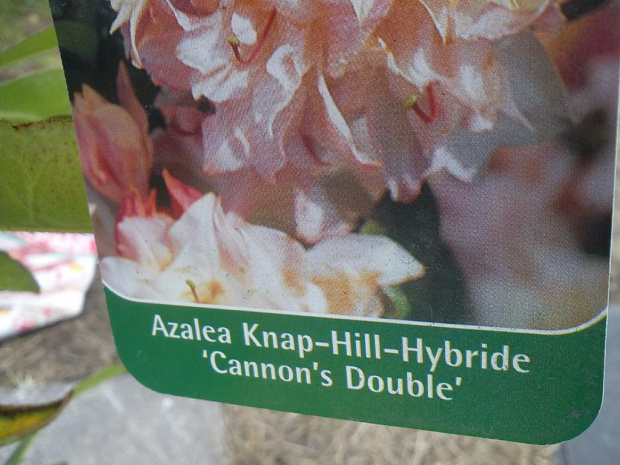 Azalea Knap-Hill-Hybride
'Cannon's Double'